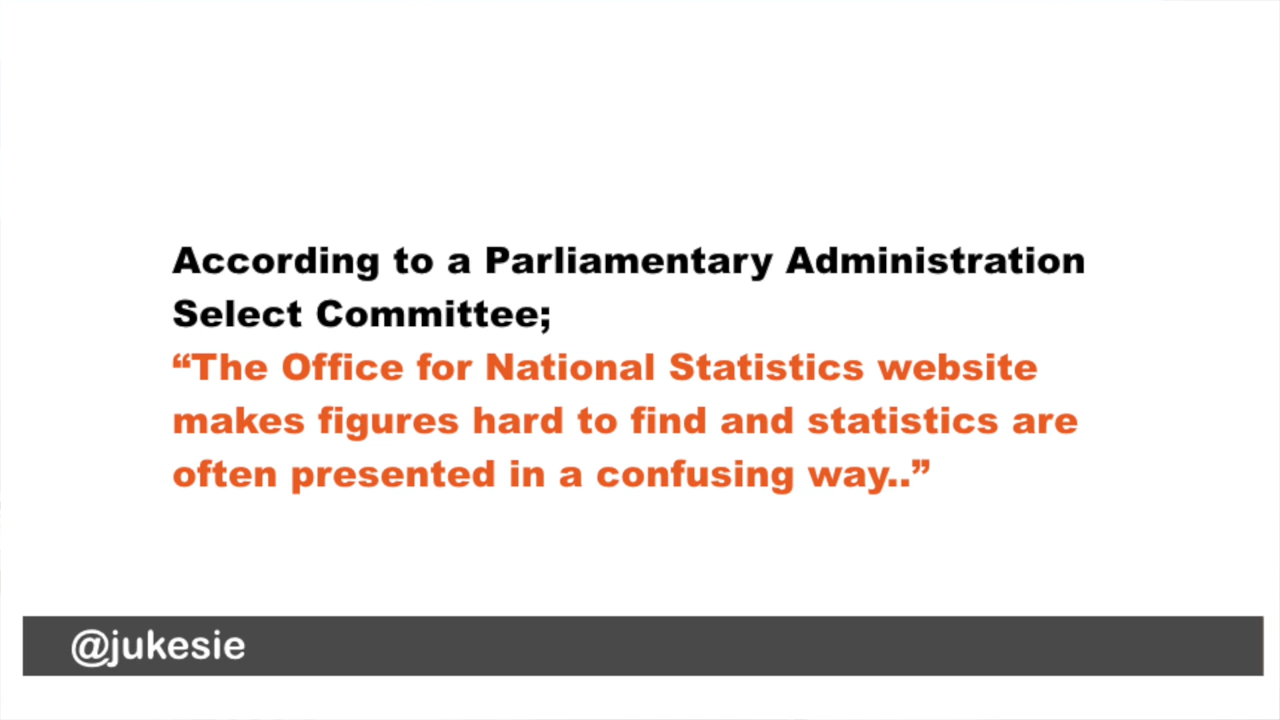 According to a Parliamentary Administration
Select Committee;
“The Office for National Statistics website
makes figures hard to find and statistics are
often presented in a confusing way..”
@jukesie